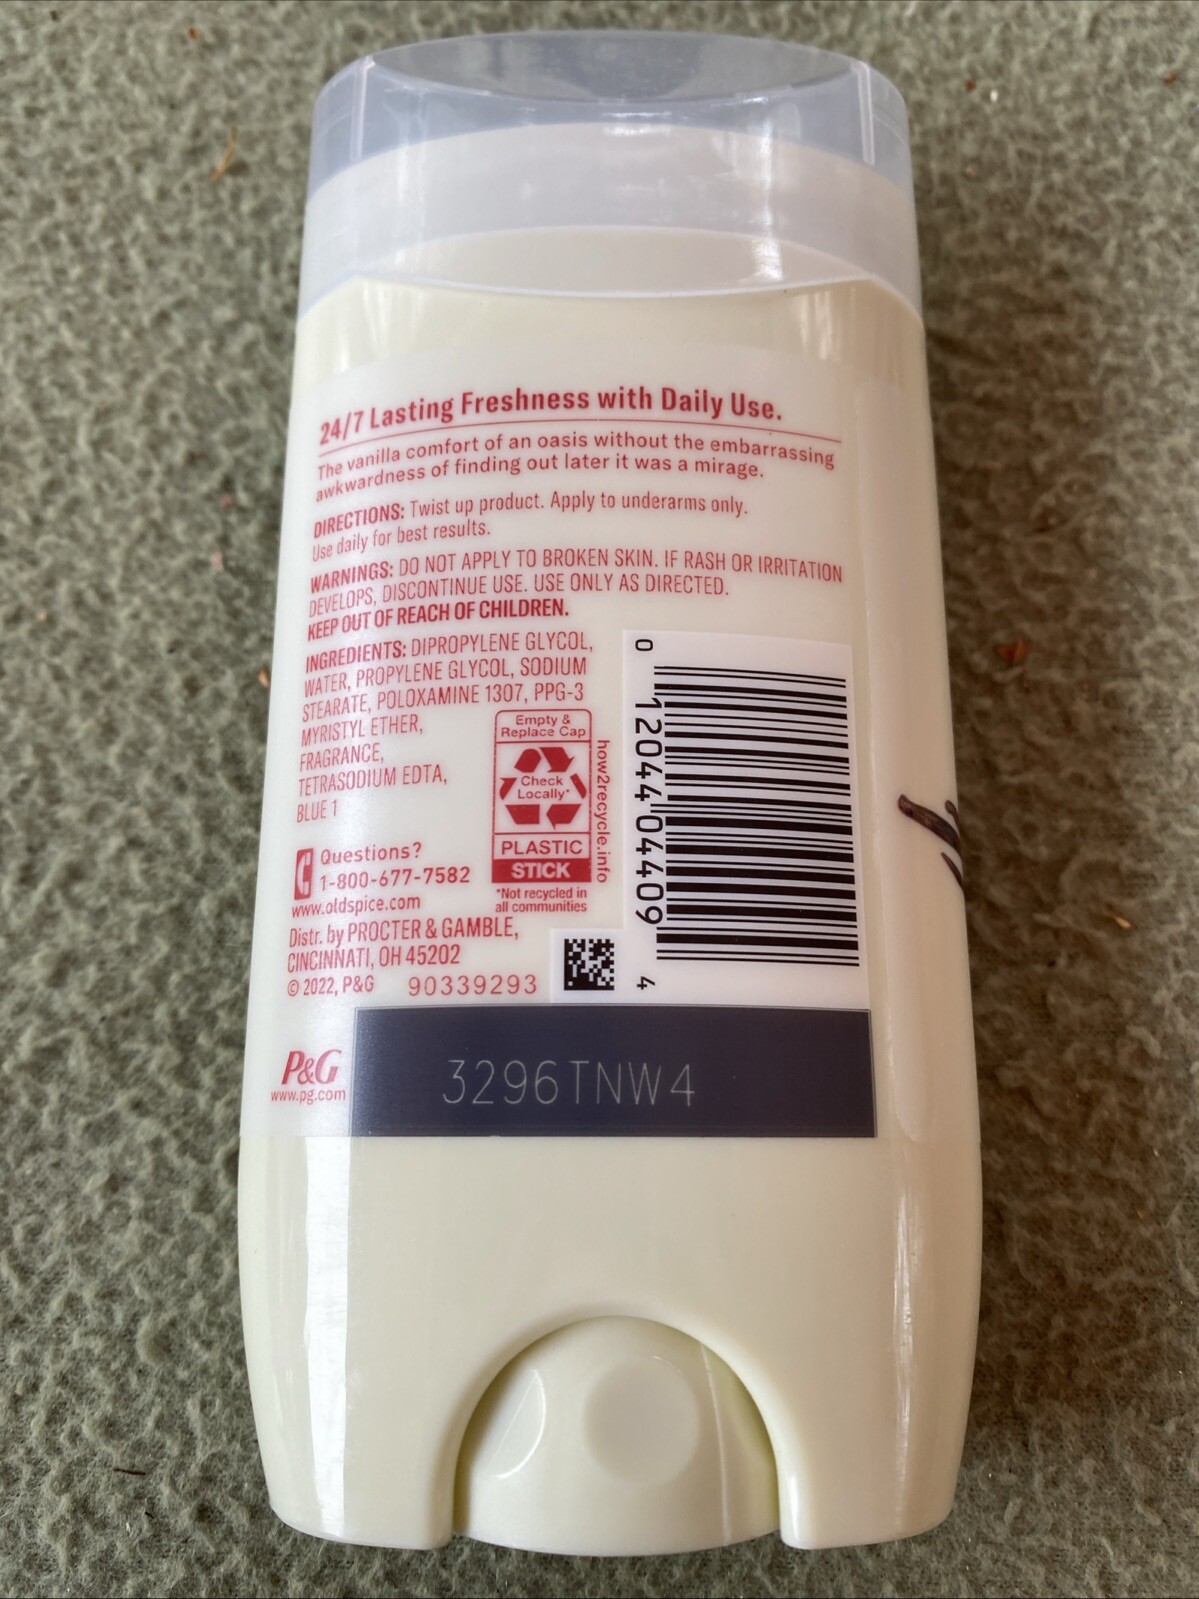 24/7 Lasting Freshness with Daily Use.
The vanilla comfort of an oasis without the embarrassing
awkwardness of finding out later it was a mirage.
DIRECTIONS: Twist up product. Apply to underarms only.
Use daily for best results.
WARNINGS: DO NOT APPLY TO BROKEN SKIN. IF RASH OR IRRITATION
DEVELOPS, DISCONTINUE USE. USE ONLY AS DIRECTED.
KEEP OUT OF REACH OF CHILDREN.
INGREDIENTS: DIPROPYLENE GLYCOL,
WATER, PROPYLENE GLYCOL, SODIUM
STEARATE, POLOXAMINE 1307, PPG-3
MYRISTYL ETHER,
FRAGRANCE,
TETRASODIUM EDTA,
BLUE 1
Empty &
Replace Cap
Check
Locally*
PLASTIC
STICK
how2recycle.info
*Not recycled in
all communities
0 12044 04409 4
Questions?
1-800-677-7582
www.oldspice.com
Distr. by PROCTER & GAMBLE,
CINCINNATI, OH 45202
© 2022, P&G 90339293
P&G
www.pg.com
3296TNW4